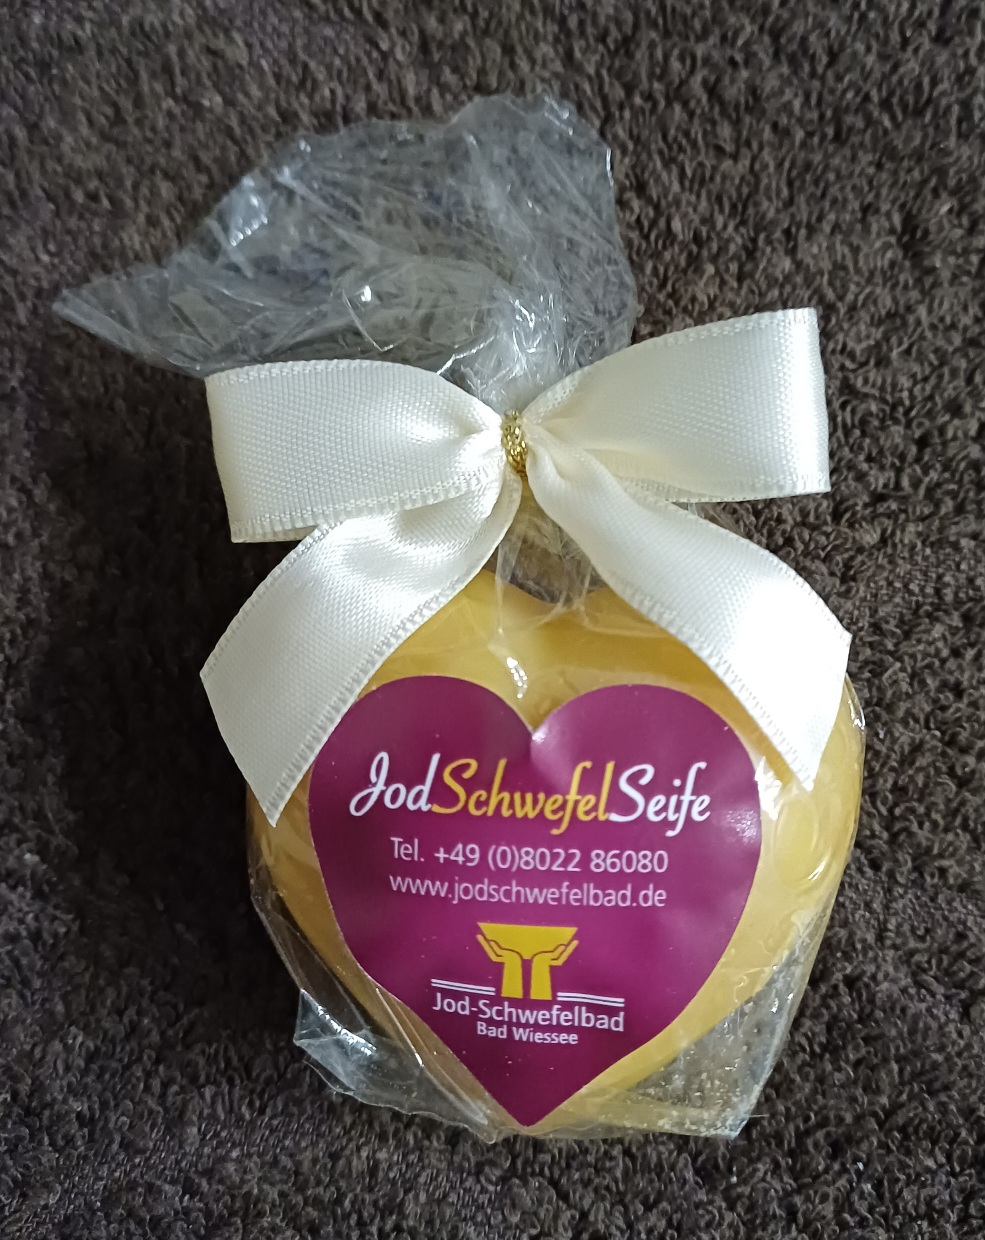 JodSchwefelSeife
Tel. +49 (0)8022 86080
www.jodschwefelbad.de
Jod-Schwefelbad
Bad Wiessee